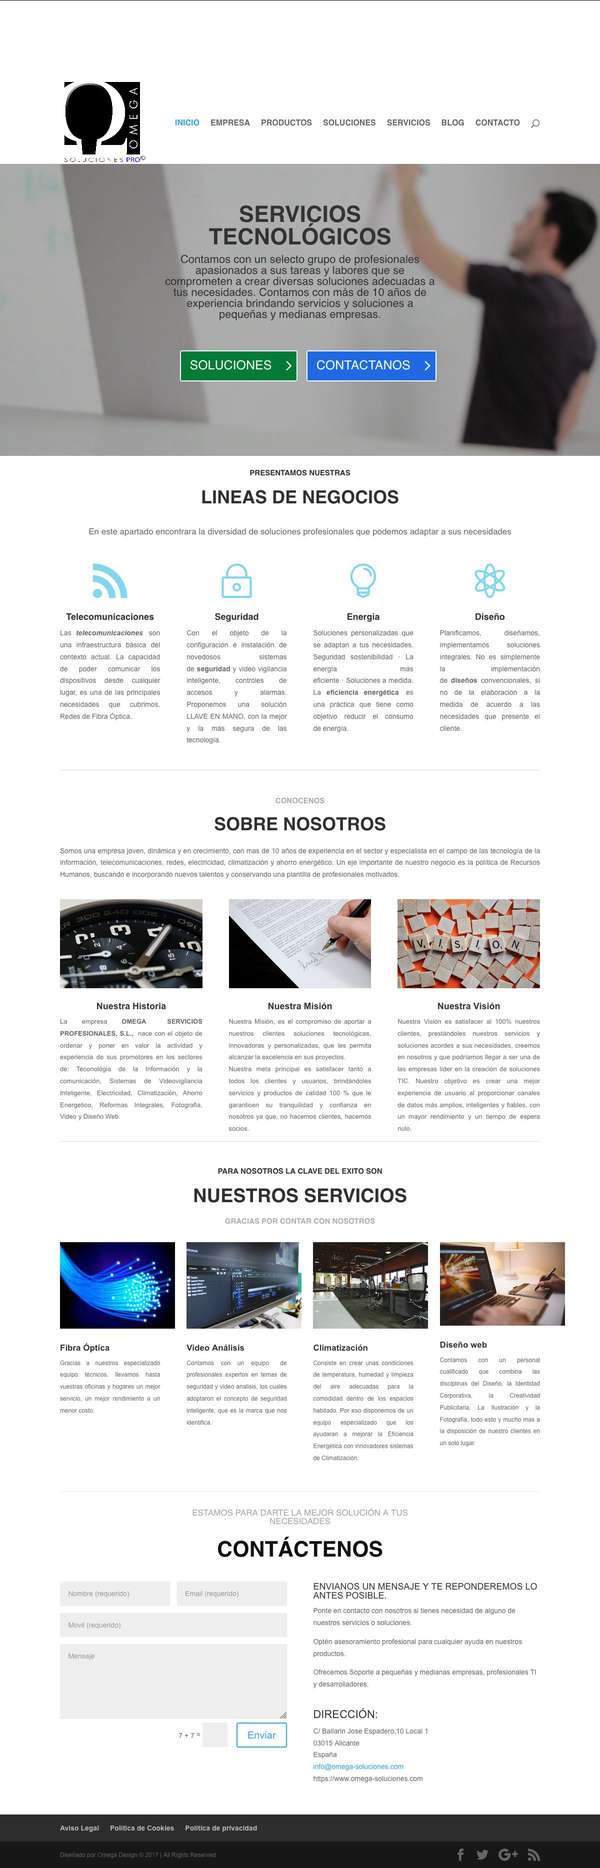 OMEGA
SOLUCIONES PRO©
INICIO EMPRESA PRODUCTOS SOLUCIONES SERVICIOS BLOG CONTACTO
SERVICIOS
TECNOLÓGICOS
Contamos con un selecto grupo de profesionales
apasionados a sus tareas y labores que se
comprometen a crear diversas soluciones adecuadas a
tus necesidades. Contamos con más de 10 años de
experiencia brindando servicios y soluciones a
pequeñas y medianas empresas.
SOLUCIONES
CONTACTANOS
PRESENTAMOS NUESTRAS
LINEAS DE NEGOCIOS
En este apartado encontrara la diversidad de soluciones profesionales que podemos adaptar a sus necesidades
Telecomunicaciones
Las telecomunicaciones son
una infraestructura básica del
contexto actual. La capacidad
de poder comunicar los
dispositivos desde cualquier
lugar, es una de las principales
necesidades que cubrimos.
Redes de Fibra Óptica.
Seguridad
Con el objeto de la
configuración e instalación de
novedosos sistemas
de seguridad y video vigilancia
inteligente, controles de
accesos y alarmas.
Proponemos una solución
LLAVE EN MANO, con la mejor
y la más segura de las
tecnología.
Energia
Soluciones personalizadas que
se adaptan a tus necesidades.
Seguridad sostenibilidad · La
energía más
eficiente · Soluciones a medida.
La eficiencia energética es
una práctica que tiene como
objetivo reducir el consumo
de energía.
Diseño
Planificamos, diseñamos,
implementamos soluciones
integrales. No es simplemente
la implementación
de diseños convencionales, si
no de la elaboración a la
medida de acuerdo a las
necesidades que presente el
cliente.
CONOCENOS
SOBRE NOSOTROS
Somos una empresa joven, dinámica y en crecimiento, con mas de 10 años de experiencia en el sector y especialista en el campo de las tecnología de la
información, telecomunicaciones, redes, electricidad, climatización y ahorro energético. Un eje importante de nuestro negocio es la política de Recursos
Humanos, buscando e incorporando nuevos talentos y conservando una plantilla de profesionales motivados.
VISION
Nuestra Historia
La empresa OMEGA SERVICIOS
PROFESIONALES, S.L., nace con el objeto de
ordenar y poner en valor la actividad y
experiencia de sus promotores en los sectores
de: Teconológia de la Información y la
comunicación, Sistemas de Videovigilancia
Inteligente, Electricidad, Climatización, Ahorro
Energetico, Reformas Integrales, Fotografia,
Video y Diseño Web.
Nuestra Misión
Nuestra Misión, es el compromiso de aportar a
nuestros clientes soluciones tecnológicas,
innovadoras y personalizadas, que les permita
alcanzar la excelencia en sus proyectos.
Nuestra meta principal es satisfacer tanto a
todos los clientes y usuarios, brindándoles
servicios y productos de calidad 100 % que le
garanticen su tranquilidad y confianza en
nosotros ya que, no hacemos clientes, hacemos
socios.
Nuestra Visión
Nuestra Visión es satisfacer al 100% nuestros
clientes, prestándoles nuestros servicios y
soluciones acordes a sus necesidades, creemos
en nosotros y que podríamos llegar a ser una de
las empresas líder en la creación de soluciones
TIC. Nuestro objetivo es crear una mejor
experiencia de usuario al proporcionar canales
de datos más amplios, inteligentes y fiables, con
un mayor rendimiento y un tiempo de espera
nulo.
PARA NOSOTROS LA CLAVE DEL EXITO SON
NUESTROS SERVICIOS
GRACIAS POR CONTAR CON NOSOTROS
Fibra Óptica
Gracias a nuestros especializado
equipo técnicos, llevamos hasta
vuestras oficinas y hogares un mejor
servicio, un mejor rendimiento a un
menor costo.
Video Análisis
Contamos con un equipo de
profesionales expertos en temas de
seguridad y video analisis, los cuales
adoptaron el concepto de seguridad
inteligente, que és la marca que nos
identifica.
Climatización
Consiste en crear unas condiciones
de temperatura, humedad y limpieza
del aire adecuadas para la
comodidad dentro de los espacios
habitado. Por eso disponemos de un
equipo especializado que los
ayudaran a mejorar la Eficiencia
Energética con innovadores sistemas
de Climatización.
Diseño web
Contamos con un personal
cualificado que combina las
disciplinas del Diseño, la Identidad
Corporativa, la Creatividad
Publicitaria, La Ilustración y la
Fotografía, todo esto y mucho mas a
la disposición de nuestro clientes en
un solo lugar.
ESTAMOS PARA DARTE LA MEJOR SOLUCIÓN A TUS
NECESIDADES
CONTÁCTENOS
Nombre (requerido)
Email (requerido)
Movil (requerido)
Mensaje
7 + 7 =
Enviar
ENVIANOS UN MENSAJE Y TE REPONDEREMOS LO
ANTES POSIBLE.
Ponte en contacto con nosotros si tienes necesidad de alguno de
nuestros servicios o soluciones.
Optén asesoramiento profesional para cualquier ayuda en nuestros
productos.
Ofrecemos Soporte a pequeñas y medianas empresas, profesionales TI
y desarrolladores.
DIRECCIÓN:
C/ Bailarin Jose Espadero,10 Local 1
03015 Alicante
España
info@omega-soluciones.com
https://www.omega-soluciones.com
Aviso Legal Politica de Cookies Política de privacidad
Diseñado por Omega Design © 2017 | All Rights Reserved